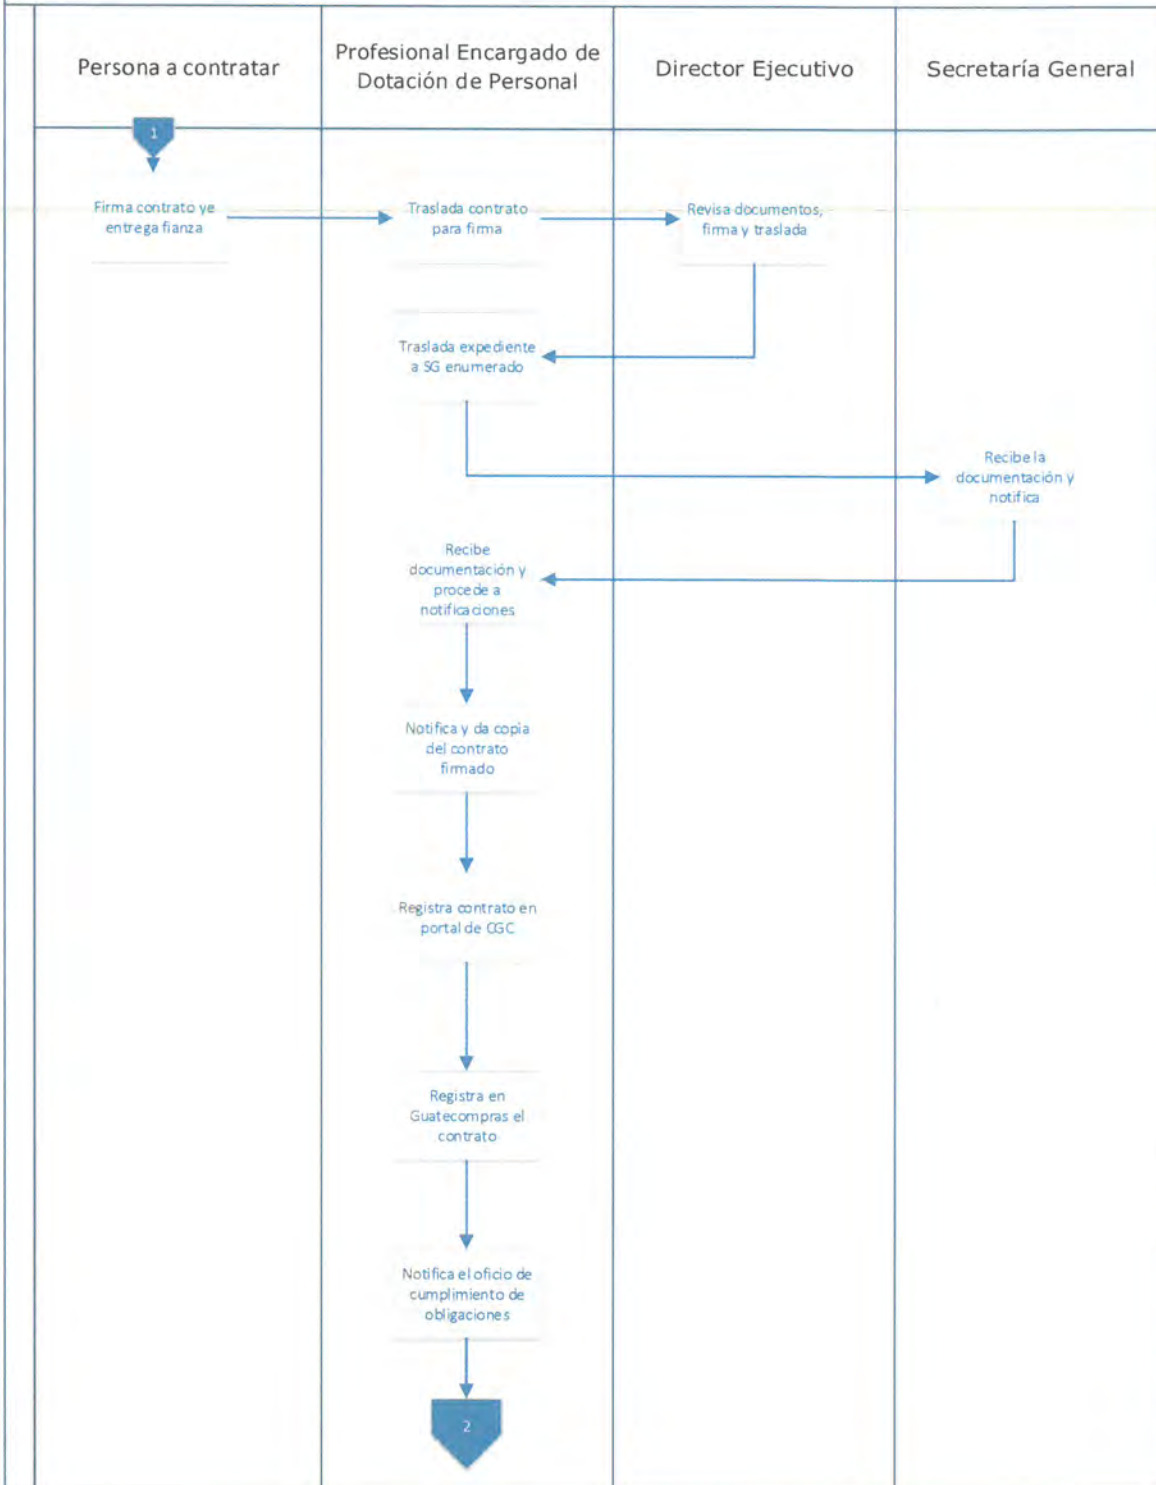 Persona a contratar
Profesional Encargado de
Dotación de Personal
Director Ejecutivo
Secretaría General
1
Firma contrato ye
entrega fianza
Traslada contrato
para firma
Revisa documentos,
firma y traslada
Traslada expediente
a SG enumerado
Recibe la
documentación y
notifica
Recibe
documentación y
procede a
notificaciones
Notifica y da copia
del contrato
firmado
Registra contrato en
portal de CGC
Registra en
Guatecompras el
contrato
Notifica el oficio de
cumplimiento de
obligaciones
2